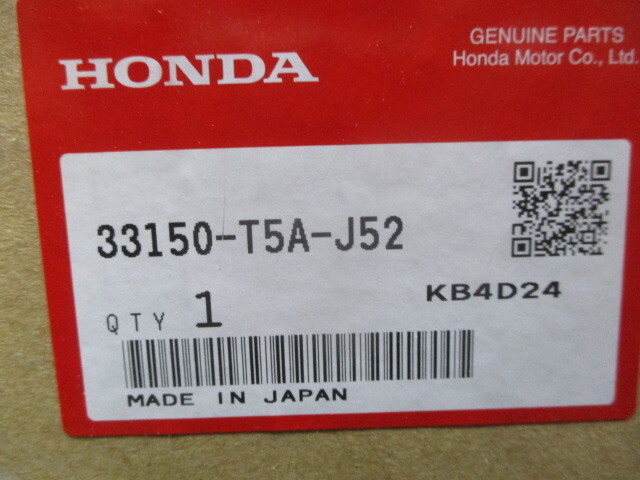 HONDA
GENUINE PARTS
Honda Motor Co., Ltd.
33150-T5A-J52
KB4D24
QTY 1
MADE IN JAPAN